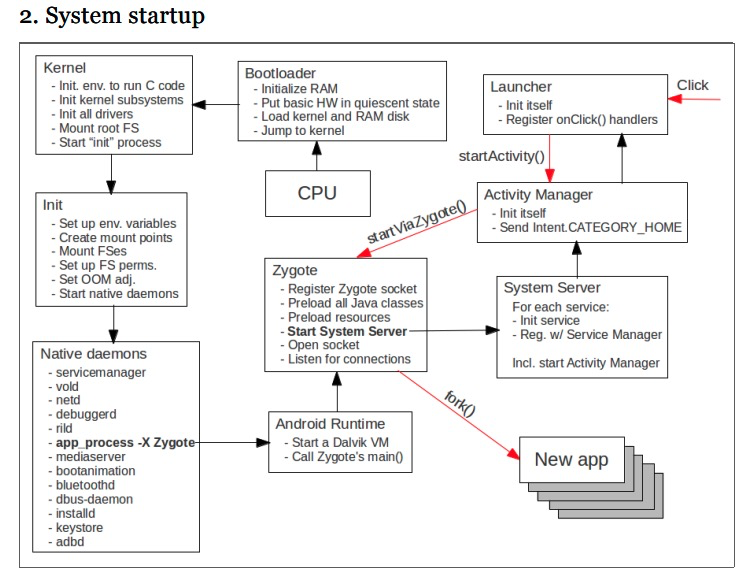 2. System startup
Kernel
- Init. env. to run C code
- Init kernel subsystems
- Init all drivers
- Mount root FS
- Start “init” process
Bootloader
- Initialize RAM
- Put basic HW in quiescent state
- Load kernel and RAM disk
- Jump to kernel
Launcher
- Init itself
- Register onClick() handlers
Click
startActivity()
CPU
Init
- Set up env. variables
- Create mount points
- Mount FSes
- Set up FS perms.
- Set OOM adj.
- Start native daemons
Activity Manager
- Init itself
- Send Intent.CATEGORY_HOME
startViaZygote()
Zygote
- Register Zygote socket
- Preload all Java classes
- Preload resources
- Start System Server
- Open socket
- Listen for connections
System Server
For each service:
- Init service
- Reg. w/ Service Manager
Incl. start Activity Manager
Native daemons
- servicemanager
- vold
- netd
- debuggerd
- rild
- app_process -X Zygote
- mediaserver
- bootanimation
- bluetoothd
- dbus-daemon
- installd
- keystore
- adbd
Android Runtime
- Start a Dalvik VM
- Call Zygote's main()
fork()
New app